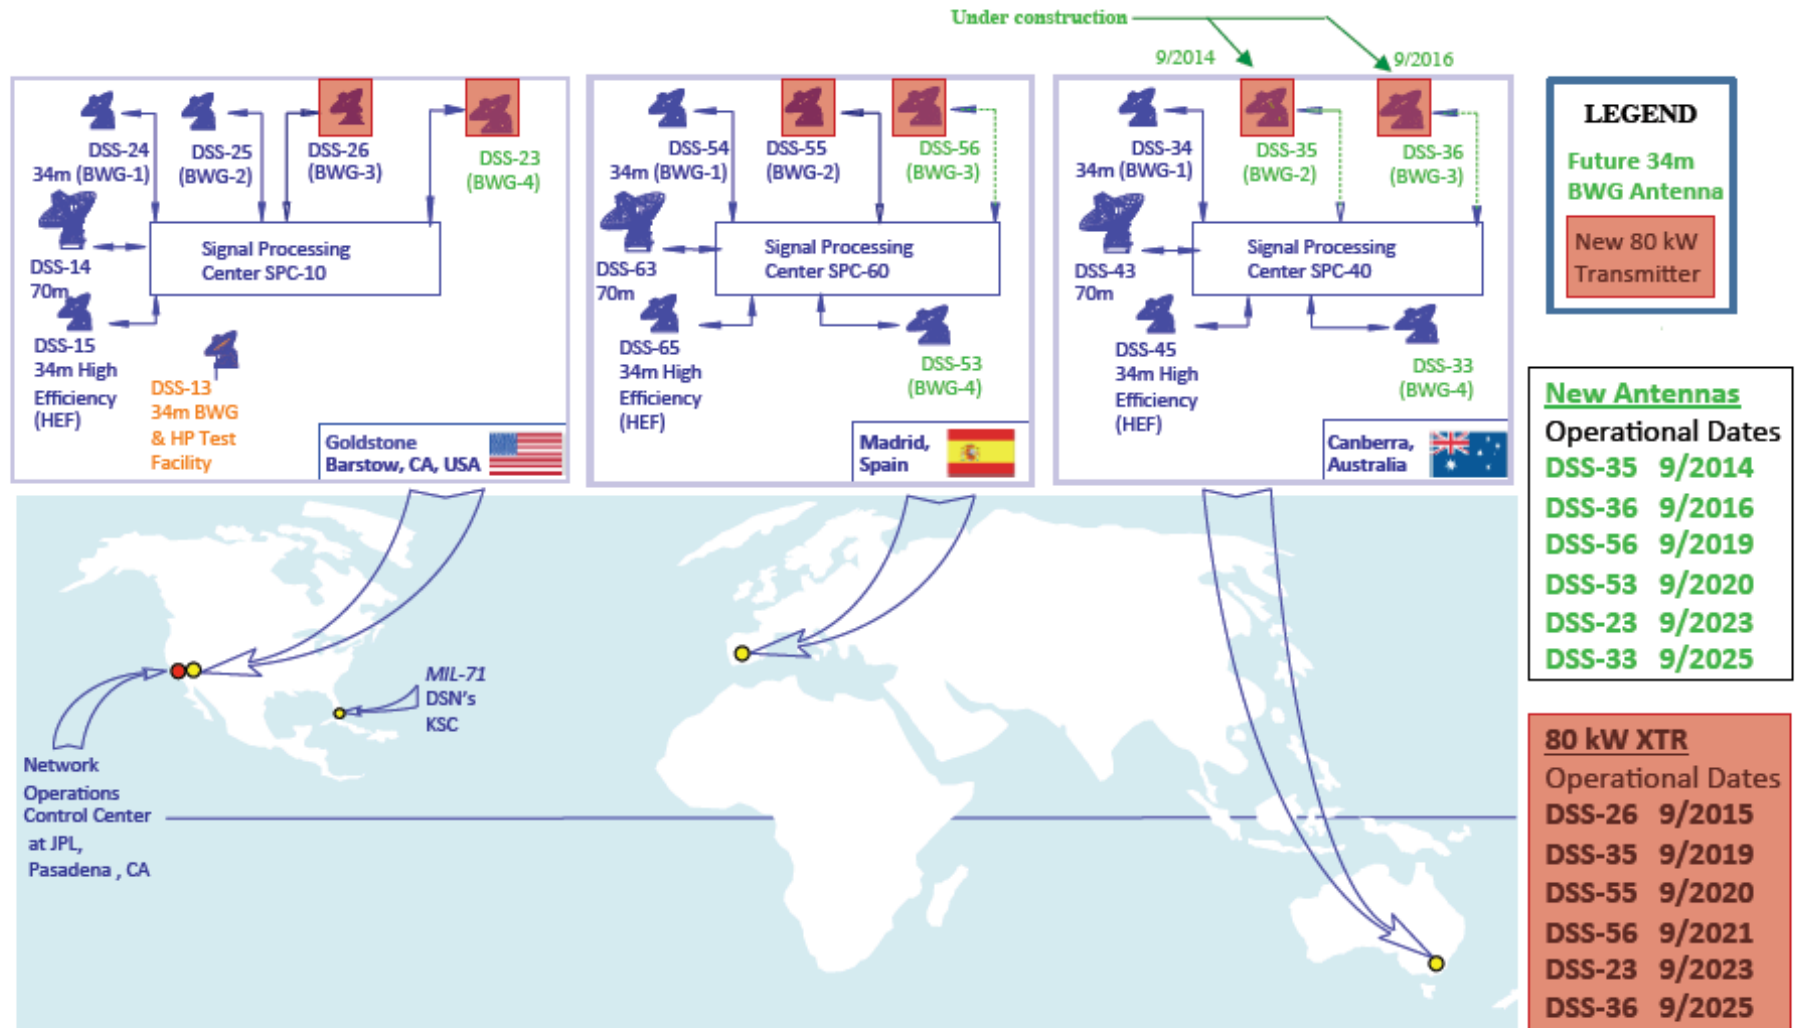 Under construction
9/2014
9/2016
DSS-24
34m (BWG-1)
DSS-25
(BWG-2)
DSS-26
(BWG-3)
DSS-23
(BWG-4)
Signal Processing
Center SPC-10
DSS-14
70m
DSS-15
34m High
Efficiency
(HEF)
DSS-13
34m BWG
& HP Test
Facility
Goldstone
Barstow, CA, USA
DSS-54
34m (BWG-1)
DSS-55
(BWG-2)
DSS-56
(BWG-3)
Signal Processing
Center SPC-60
DSS-63
70m
DSS-65
34m High
Efficiency
(HEF)
DSS-53
(BWG-4)
Madrid,
Spain
DSS-34
34m (BWG-1)
DSS-35
(BWG-2)
DSS-36
(BWG-3)
Signal Processing
Center SPC-40
DSS-43
70m
DSS-45
34m High
Efficiency
(HEF)
DSS-33
(BWG-4)
Canberra,
Australia
LEGEND
Future 34m
BWG Antenna
New 80 kW
Transmitter
New Antennas
Operational Dates
DSS-35 9/2014
DSS-36 9/2016
DSS-56 9/2019
DSS-53 9/2020
DSS-23 9/2023
DSS-33 9/2025
80 kW XTR
Operational Dates
DSS-26 9/2015
DSS-35 9/2019
DSS-55 9/2020
DSS-56 9/2021
DSS-23 9/2023
DSS-36 9/2025
MIL-71
DSN's
KSC
Network
Operations
Control Center
at JPL,
Pasadena , CA